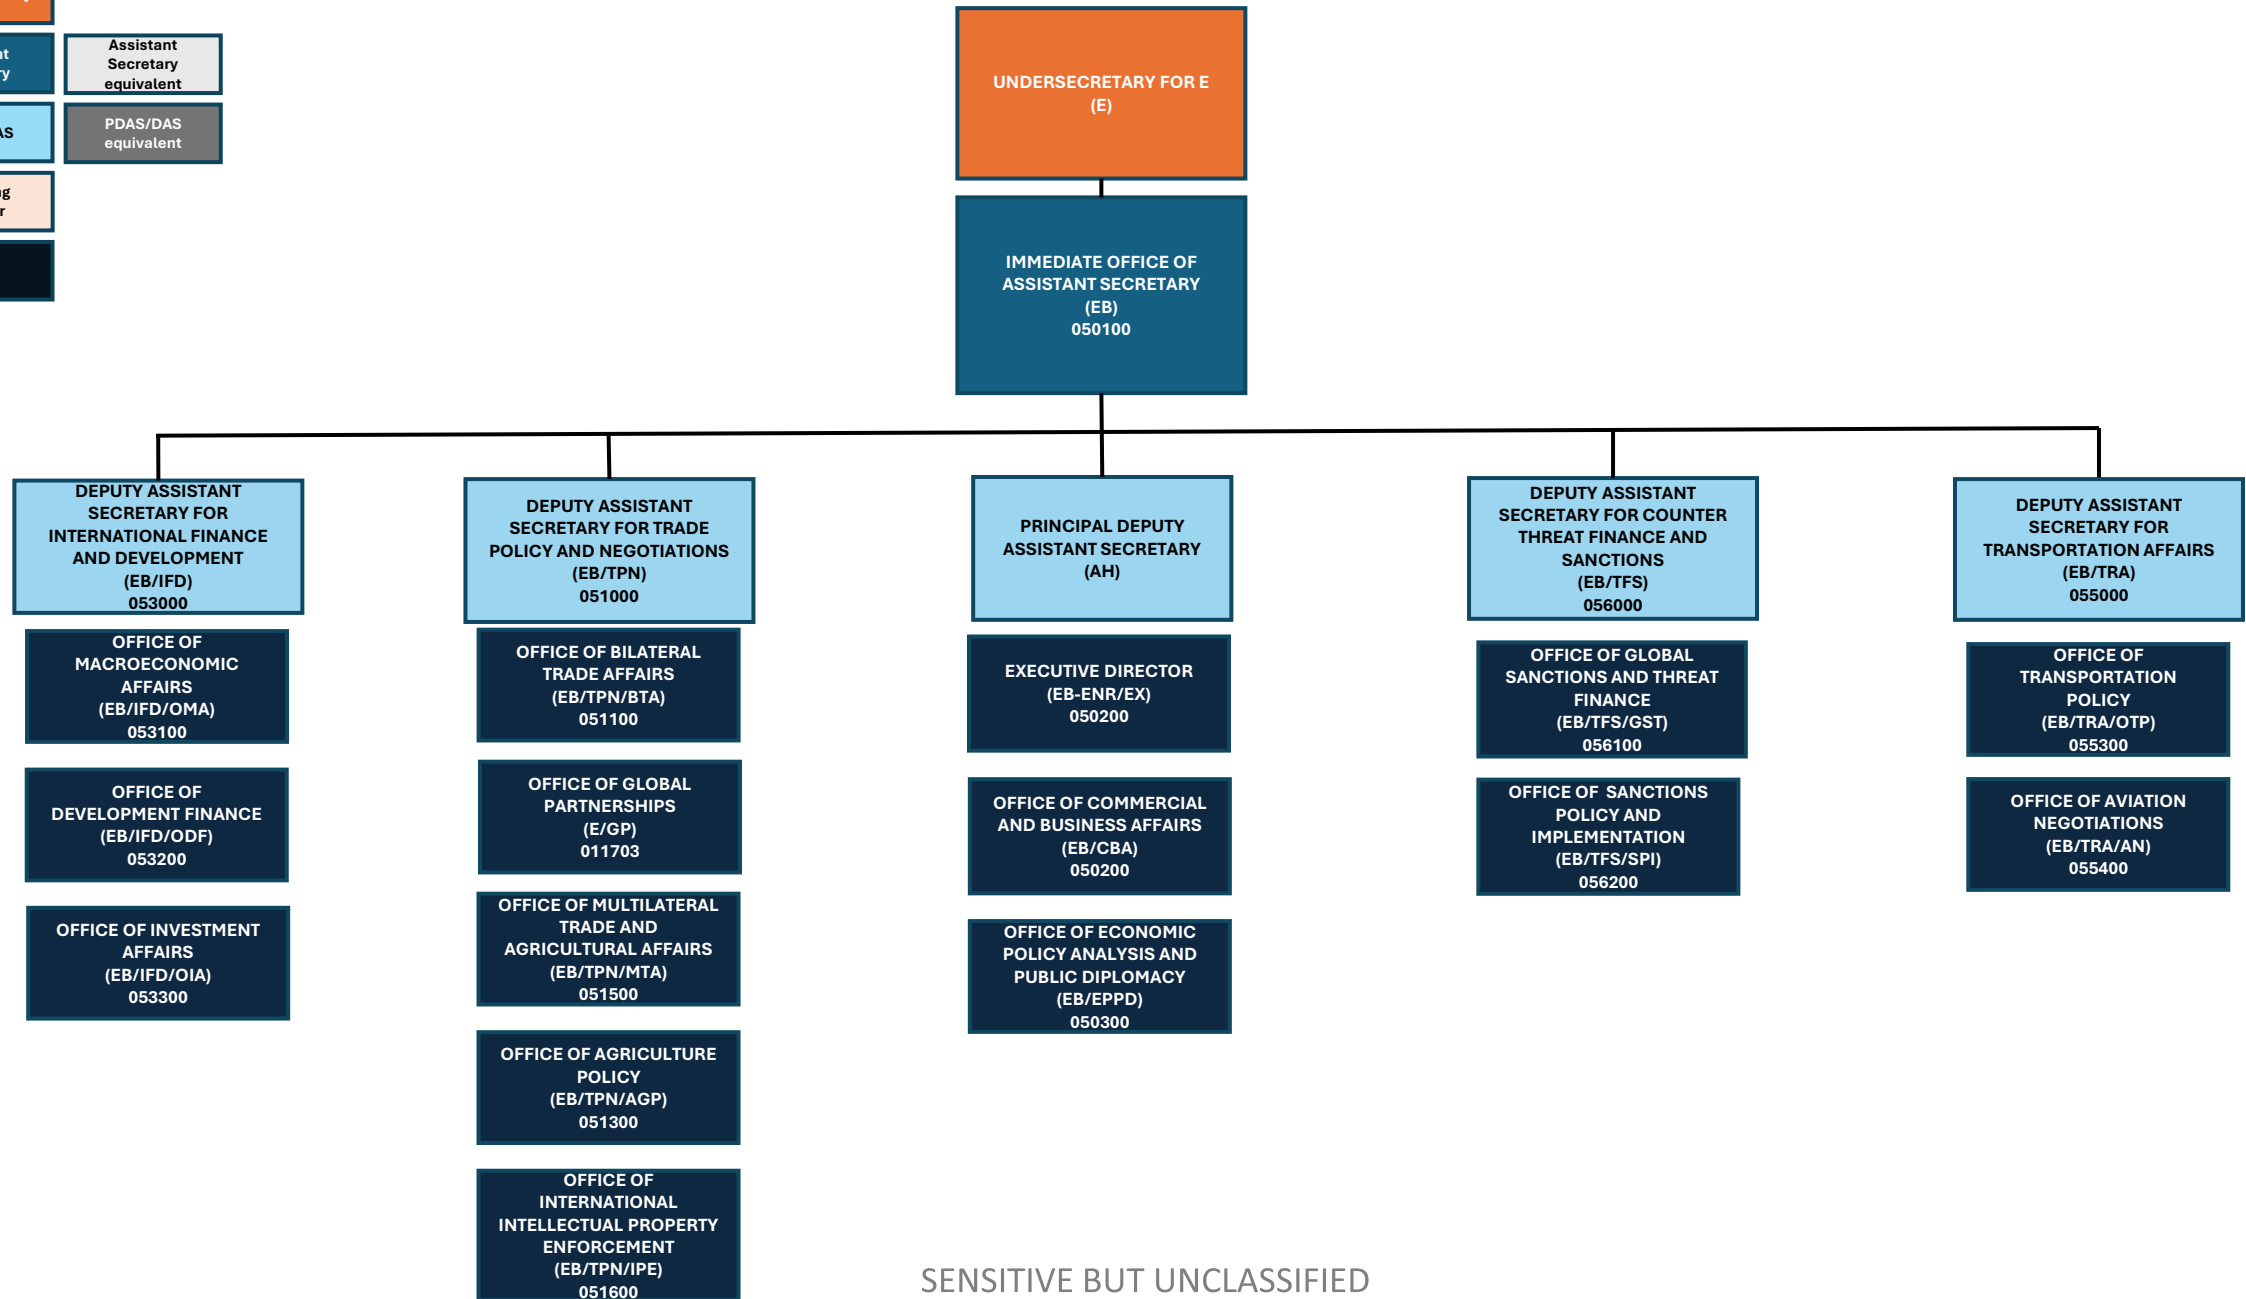 Assistant
Secretary
equivalent
PDAS/DAS
equivalent
UNDERSECRETARY FOR E
(E)
IMMEDIATE OFFICE OF
ASSISTANT SECRETARY
(EB)
050100
DEPUTY ASSISTANT
SECRETARY FOR
INTERNATIONAL FINANCE
AND DEVELOPMENT
(EB/IFD)
053000
OFFICE OF
MACROECONOMIC
AFFAIRS
(EB/IFD/OMA)
053100
OFFICE OF
DEVELOPMENT FINANCE
(EB/IFD/ODF)
053200
OFFICE OF INVESTMENT
AFFAIRS
(EB/IFD/OIA)
053300
DEPUTY ASSISTANT
SECRETARY FOR TRADE
POLICY AND NEGOTIATIONS
(EB/TPN)
051000
OFFICE OF BILATERAL
TRADE AFFAIRS
(EB/TPN/BTA)
051100
OFFICE OF GLOBAL
PARTNERSHIPS
(E/GP)
011703
OFFICE OF MULTILATERAL
TRADE AND
AGRICULTURAL AFFAIRS
(EB/TPN/MTA)
051500
OFFICE OF AGRICULTURE
POLICY
(EB/TPN/AGP)
051300
OFFICE OF
INTERNATIONAL
INTELLECTUAL PROPERTY
ENFORCEMENT
(EB/TPN/IPE)
051600
PRINCIPAL DEPUTY
ASSISTANT SECRETARY
(AH)
EXECUTIVE DIRECTOR
(EB-ENR/EX)
050200
OFFICE OF COMMERCIAL
AND BUSINESS AFFAIRS
(EB/CBA)
050200
OFFICE OF ECONOMIC
POLICY ANALYSIS AND
PUBLIC DIPLOMACY
(EB/EPPD)
050300
DEPUTY ASSISTANT
SECRETARY FOR COUNTER
THREAT FINANCE AND
SANCTIONS
(EB/TFS)
056000
OFFICE OF GLOBAL
SANCTIONS AND THREAT
FINANCE
(EB/TFS/GST)
056100
OFFICE OF SANCTIONS
POLICY AND
IMPLEMENTATION
(EB/TFS/SPI)
056200
DEPUTY ASSISTANT
SECRETARY FOR
TRANSPORTATION AFFAIRS
(EB/TRA)
055000
OFFICE OF
TRANSPORTATION
POLICY
(EB/TRA/OTP)
055300
OFFICE OF AVIATION
NEGOTIATIONS
(EB/TRA/AN)
055400
SENSITIVE BUT UNCLASSIFIED